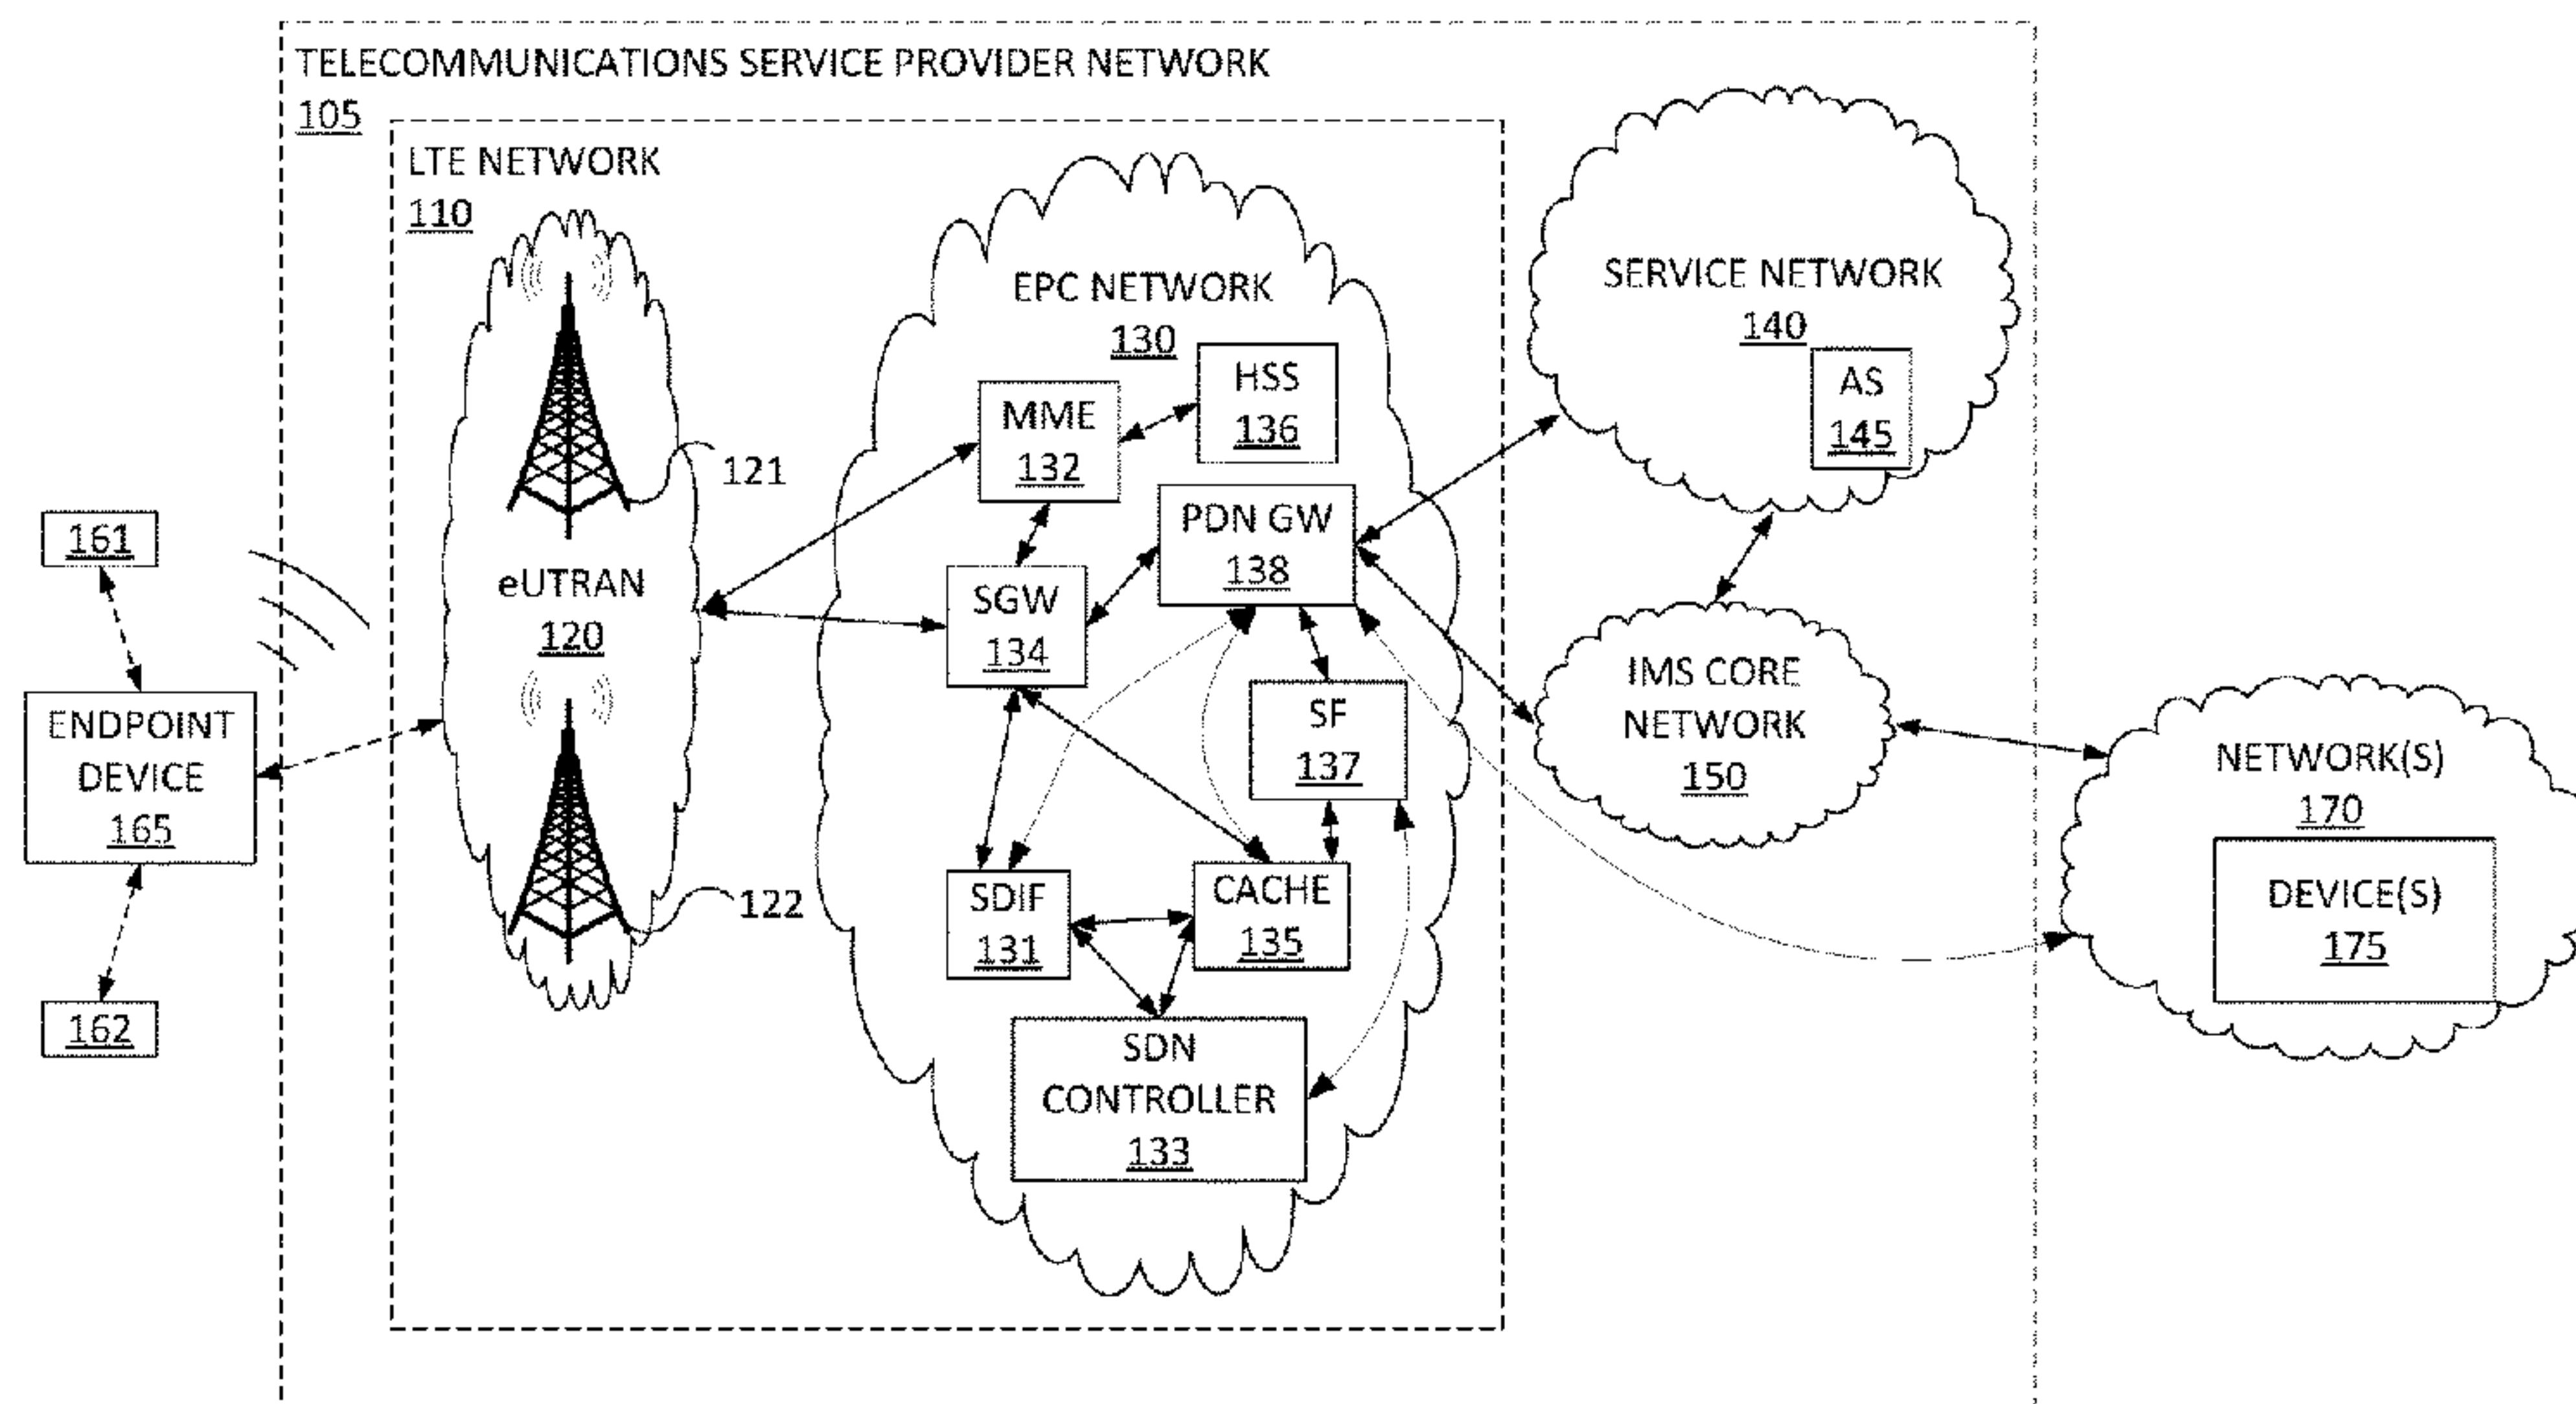 TELECOMMUNICATIONS SERVICE PROVIDER NETWORK
105
LTE NETWORK
110
EPC NETWORK
130
SERVICE NETWORK
140
AS
145
HSS
136
MME
132
121
PDN GW
138
161
eUTRAN
120
SGW
134
IMS CORE
NETWORK
150
SF
137
ENDPOINT
DEVICE
165
NETWORK(S)
170
DEVICE(S)
175
122
SDIF
131
CACHE
135
162
SDN
CONTROLLER
133